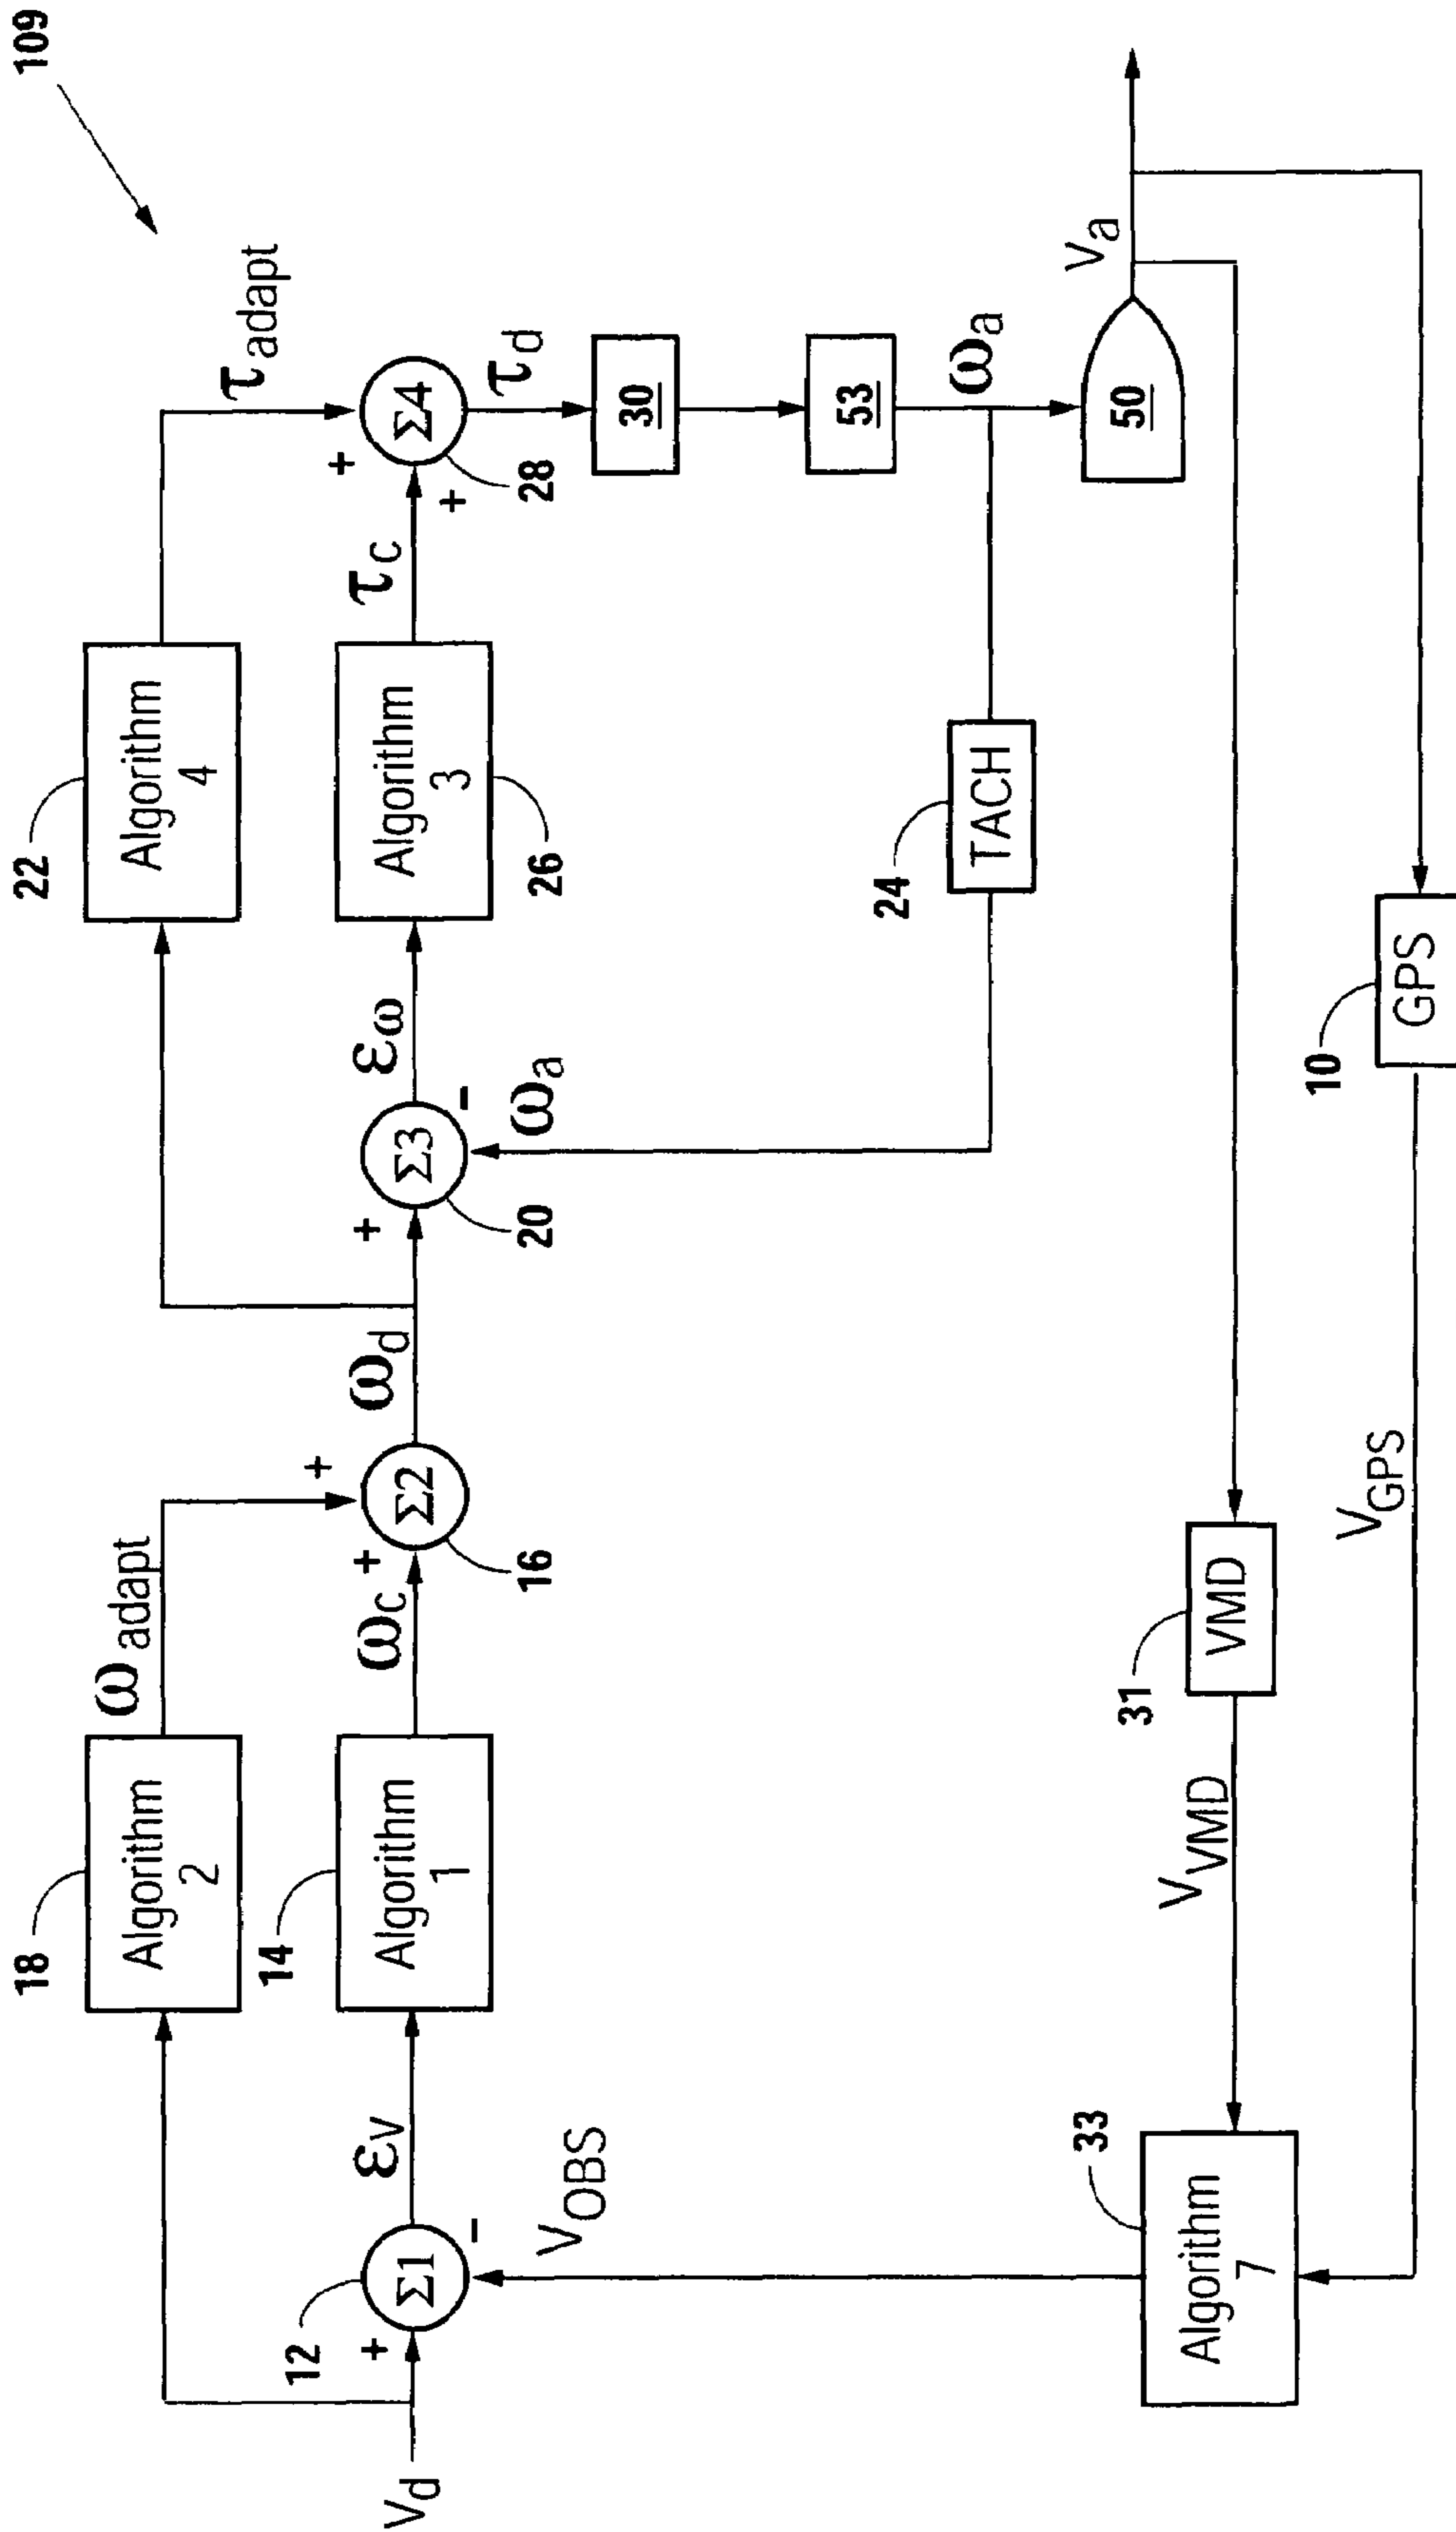 109
22
Algorithm
4
τadapt
18
Algorithm
2
ωadapt
+
+
Vd
+
12
Σ1
-
εV
14
Algorithm
1
ωc
+
Σ2
16
ωd
+
Σ3
20
-
εω
Algorithm
3
26
τc
+
Σ4
28
τd
30
53
ωa
ωa
24
TACH
50
Va
VOBS
33
Algorithm
7
VVMD
31
VMD
VGPS
10
GPS